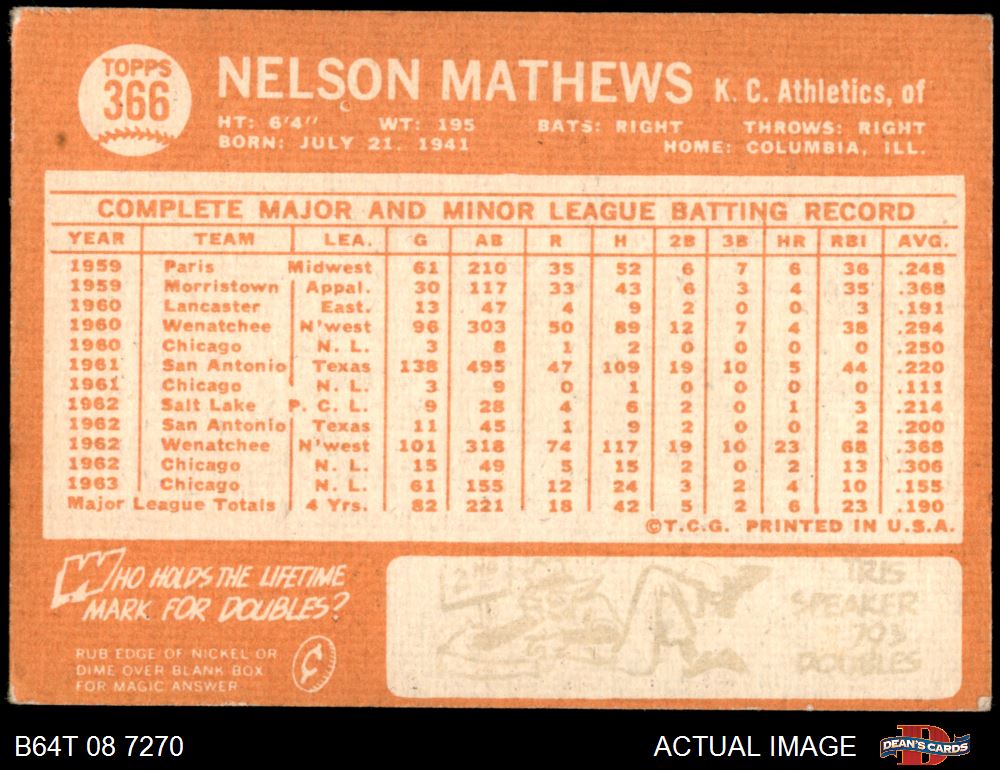 TOPPS
366
NELSON MATHEWS K. C. Athletics, of
HT: 6'4" WT: 195 BATS: RIGHT THROWS: RIGHT
BORN: JULY 21, 1941 HOME: COLUMBIA, ILL.
COMPLETE MAJOR AND MINOR LEAGUE BATTING RECORD
YEAR TEAM LEA. G AB R H 2B 3B HR RBI AVG.
1959 Paris Midwest 61 210 35 52 6 7 6 36 .248
1959 Morristown Appal. 30 117 33 43 6 3 4 35 .368
1960 Lancaster East. 13 47 4 9 2 0 0 3 .191
1960 Wenatchee N'west 96 303 50 89 12 7 4 38 .294
1960 Chicago N. L. 3 8 1 2 0 0 0 0 .250
1961 San Antonio Texas 138 495 47 109 19 10 5 44 .220
1961 Chicago N. L. 3 9 0 1 0 0 0 0 .111
1962 Salt Lake P. C. L. 9 28 4 6 2 0 1 3 .214
1962 San Antonio Texas 11 45 1 9 2 0 0 2 .200
1962 Wenatchee N'west 101 318 74 117 19 10 23 68 .368
1962 Chicago N. L. 15 49 5 15 2 0 2 13 .306
1963 Chicago N. L. 61 155 12 24 3 2 4 10 .155
Major League Totals 4 Yrs. 82 221 18 42 5 2 6 23 .190
©T.C.G. PRINTED IN U.S.A.
WHO HOLDS THE LIFETIME
MARK FOR DOUBLES?
RUB EDGE OF NICKEL OR
DIME OVER BLANK BOX
FOR MAGIC ANSWER
2ND
TRIS
SPEAKER
793
DOUBLES
B64T 08 7270 ACTUAL IMAGE DEAN'S CARDS